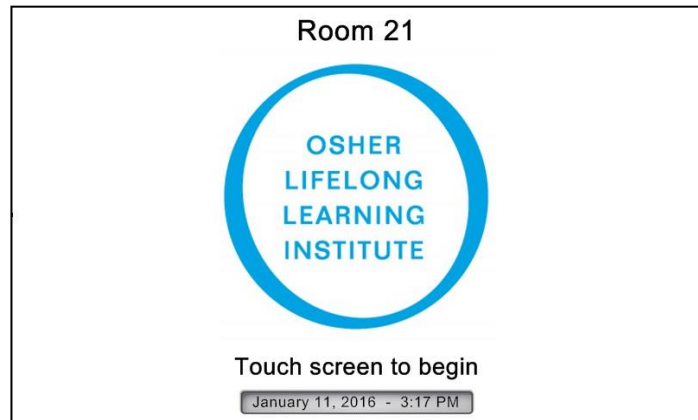 Room 21
OSHER
LIFELONG
LEARNING
INSTITUTE
Touch screen to begin
January 11, 2016 - 3:17 PM